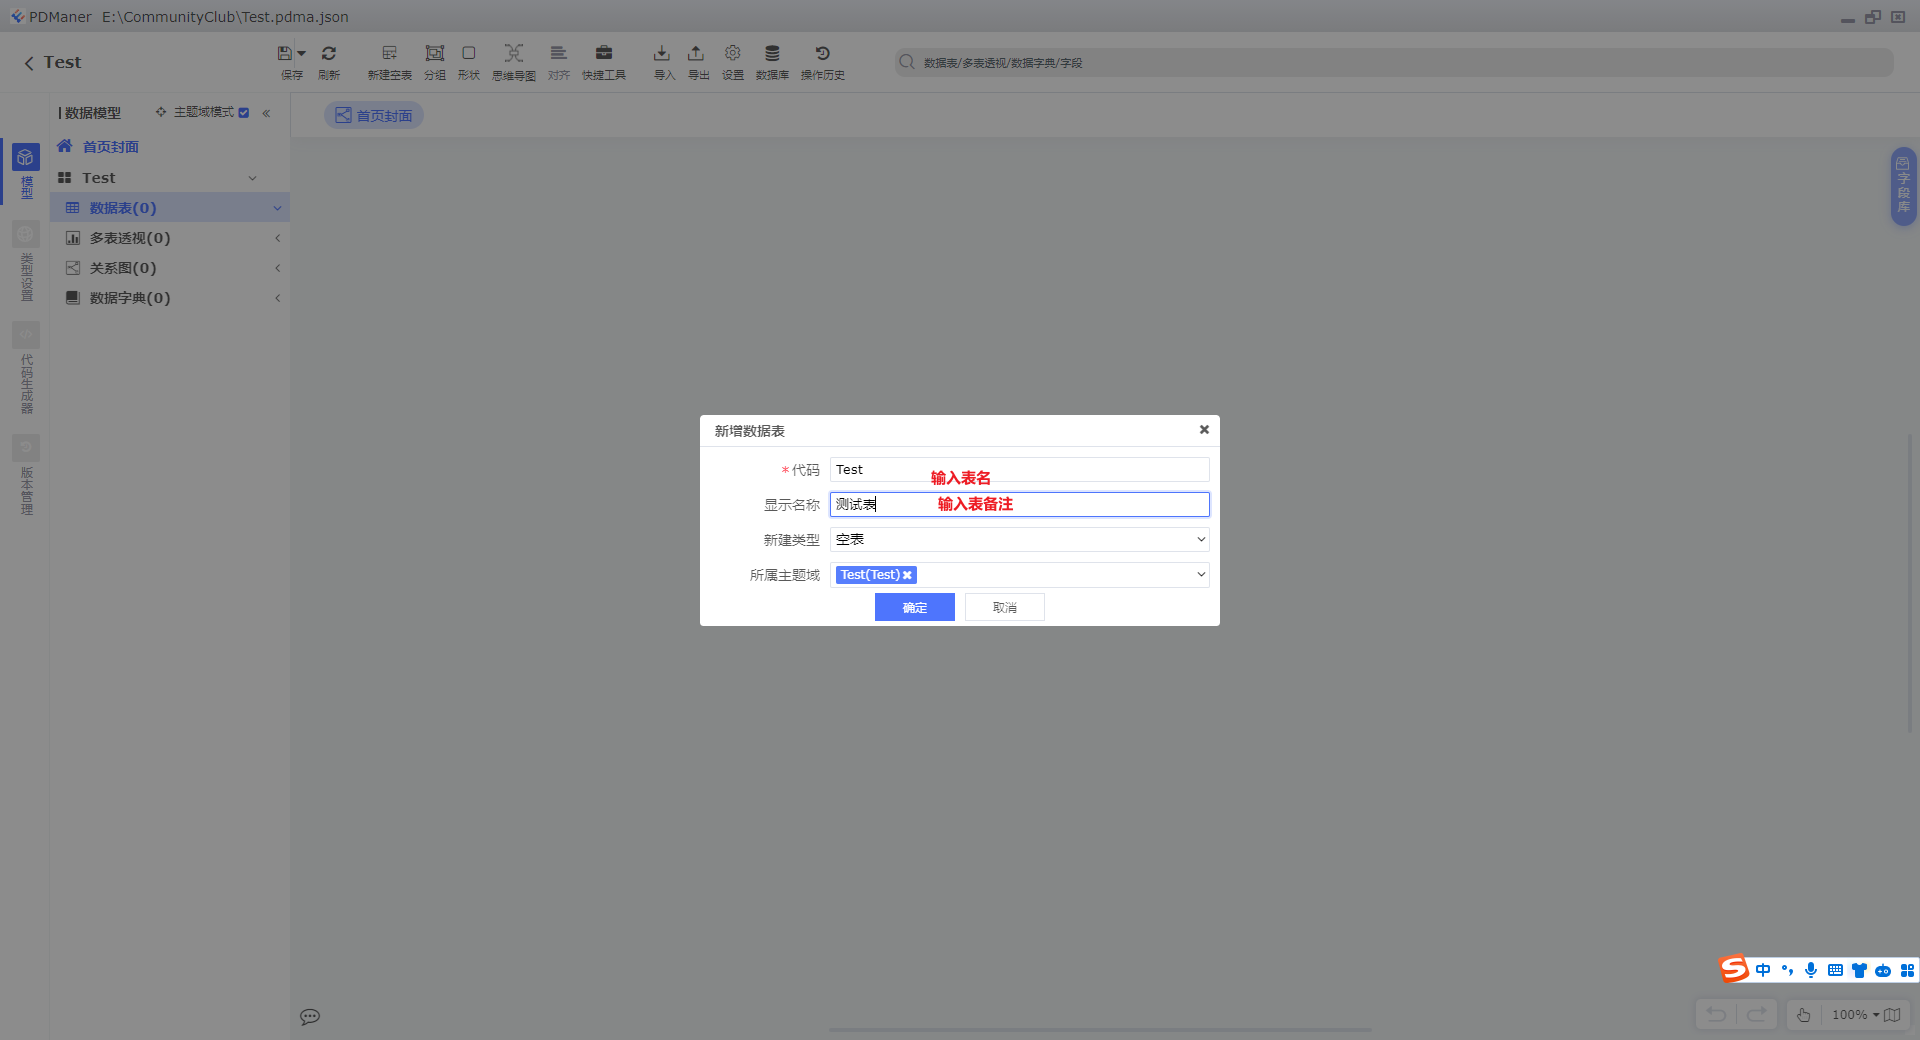 PDManer E:\CommunityClub\Test.pdma.json
Test
保存
刷新
新建空表
分组
形状
思维导图
对齐
快捷工具
导入
导出
设置
数据库
操作历史
数据表/多表透视/数据字典/字段
数据模型
主题域模式
首页封面
模型
首页封面
Test
数据表(0)
多表透视(0)
关系图(0)
数据字典(0)
类型设置
代码生成器
版本管理
字段库
新增数据表
*代码
Test
输入表名
显示名称
测试表
输入表备注
新建类型
空表
所属主题域
Test(Test)
确定
取消
中
100%